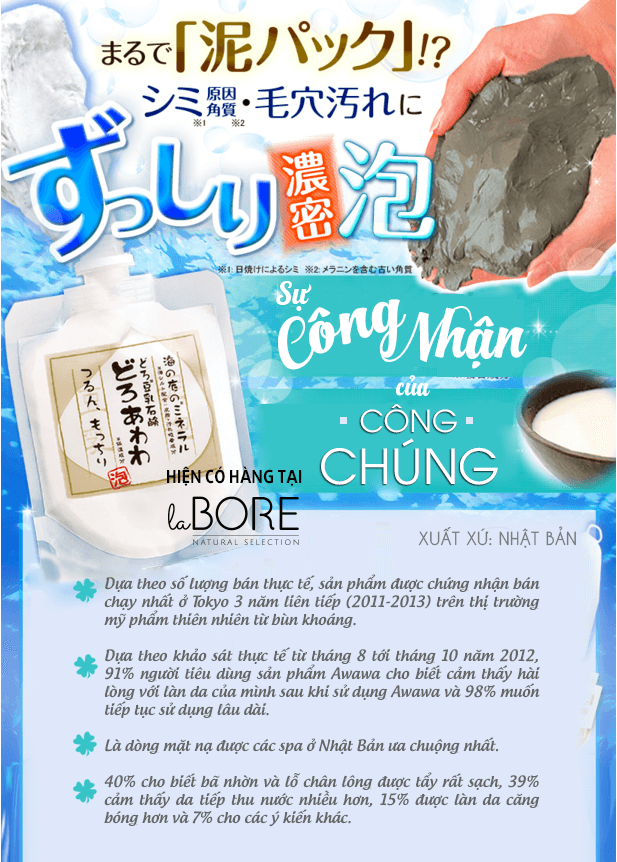 まるで「泥パック」!?
シミ原因角質・毛穴汚れに
※1 ※2
ずっしり濃密泡
※1: 日焼けによるシミ ※2: メラニンを含む古い角質
Sự
Công Nhận
của
CÔNG
CHÚNG
海の底のミネラル
どろ豆乳石鹸
どろあわわ
つるん、もっちり
泡
HIỆN CÓ HÀNG TẠI
laBORE
NATURAL SELECTION
XUẤT XỨ: NHẬT BẢN
Dựa theo số lượng bán thực tế, sản phẩm được chứng nhận bán
chạy nhất ở Tokyo 3 năm liên tiếp (2011-2013) trên thị trường
mỹ phẩm thiên nhiên từ bùn khoáng.
Dựa theo khảo sát thực tế từ tháng 8 tới tháng 10 năm 2012,
91% người tiêu dùng sản phẩm Awawa cho biết cảm thấy hài
lòng với làn da của mình sau khi sử dụng Awawa và 98% muốn
tiếp tục sử dụng lâu dài.
Là dòng mặt nạ được các spa ở Nhật Bản ưa chuộng nhất.
40% cho biết bã nhờn và lỗ chân lông được tẩy rất sạch, 39%
cảm thấy da tiếp thu nước nhiều hơn, 15% được làn da căng
bóng hơn và 7% cho các ý kiến khác.